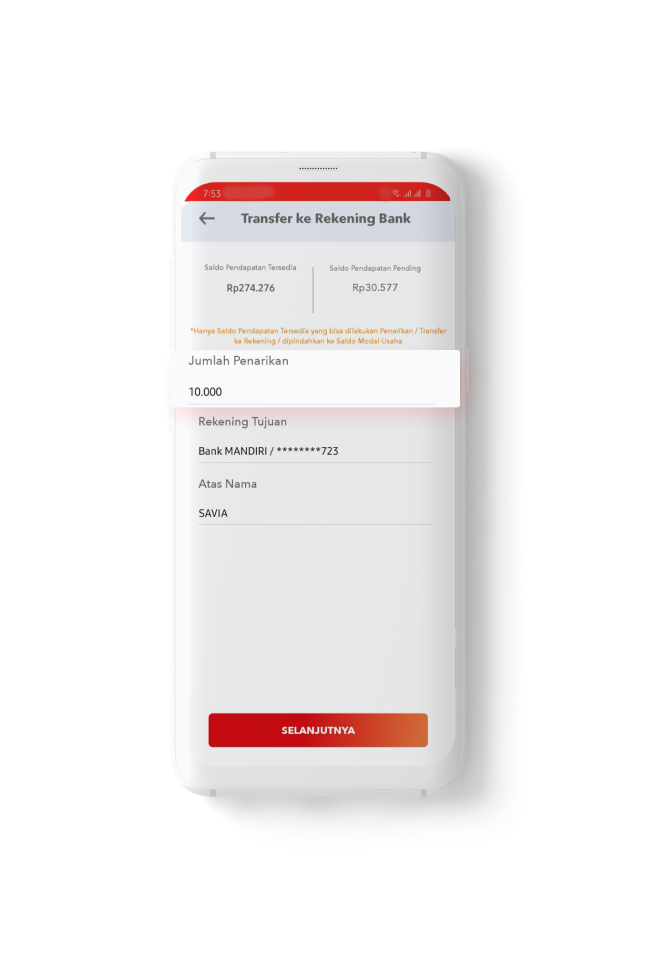 7:53
Transfer ke Rekening Bank
Saldo Pendapatan Tersedia
Rp274.276
Saldo Pendapatan Pending
Rp30.577
*Hanya Saldo Pendapatan Tersedia yang bisa dilakukan Penarikan / Transfer
ke Rekening / dipindahkan ke Saldo Modal Usaha
Jumlah Penarikan
10.000
Rekening Tujuan
Bank MANDIRI / ********723
Atas Nama
SAVIA
SELANJUTNYA